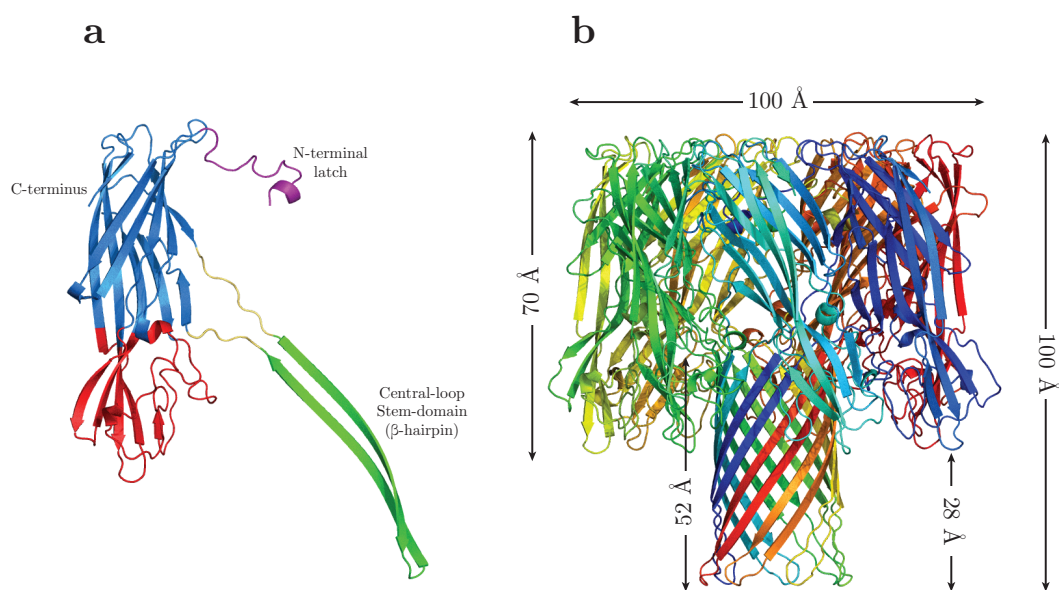 a
N-terminal
latch
C-terminus
Central-loop
Stem-domain
(β-hairpin)
b
100 Å
70 Å
52 Å
28 Å
100 Å